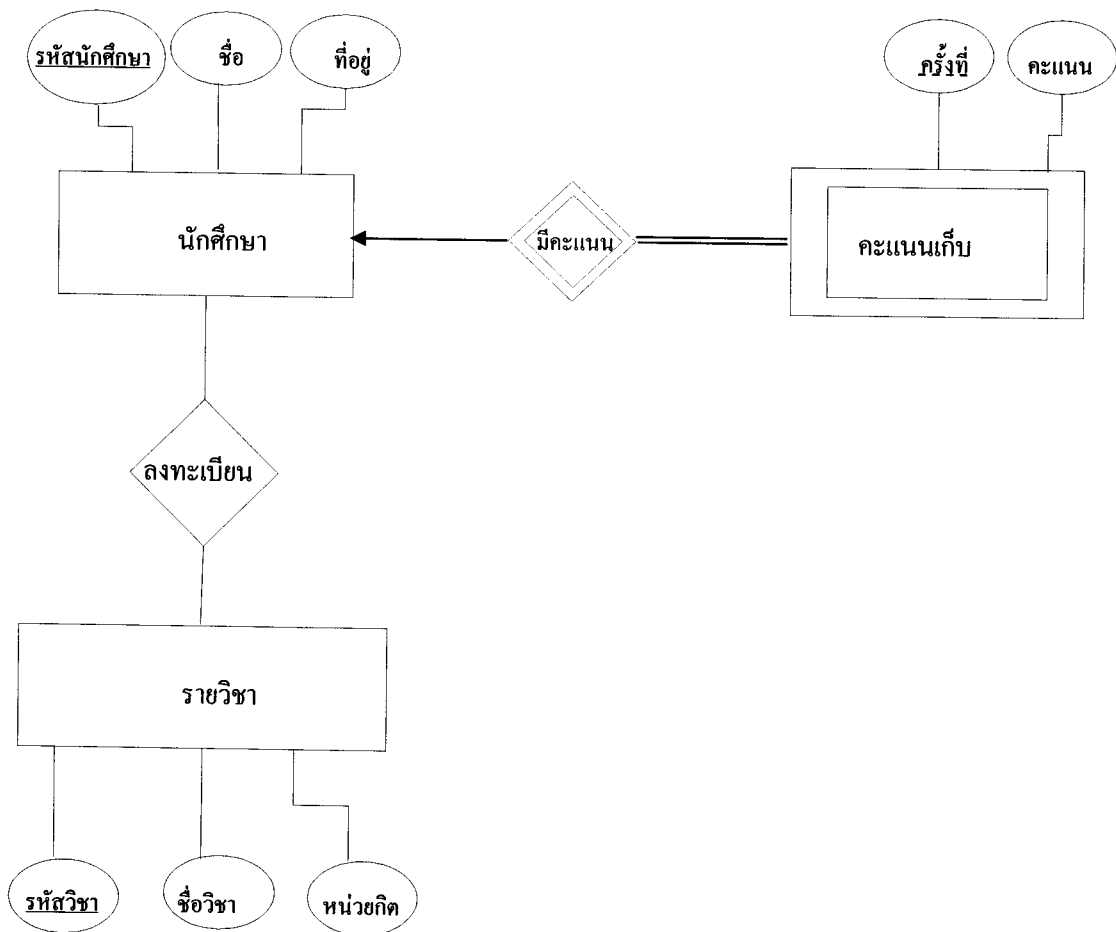 รหัสนักศึกษา
ชื่อ
ที่อยู่
ครั้งที่
คะแนน
นักศึกษา
มีคะแนน
คะแนนเก็บ
ลงทะเบียน
รายวิชา
รหัสวิชา
ชื่อวิชา
หน่วยกิต